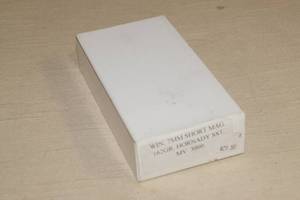 WIN. 7MM SHORT MAG
162GR. HORNADY SST
MV 3000